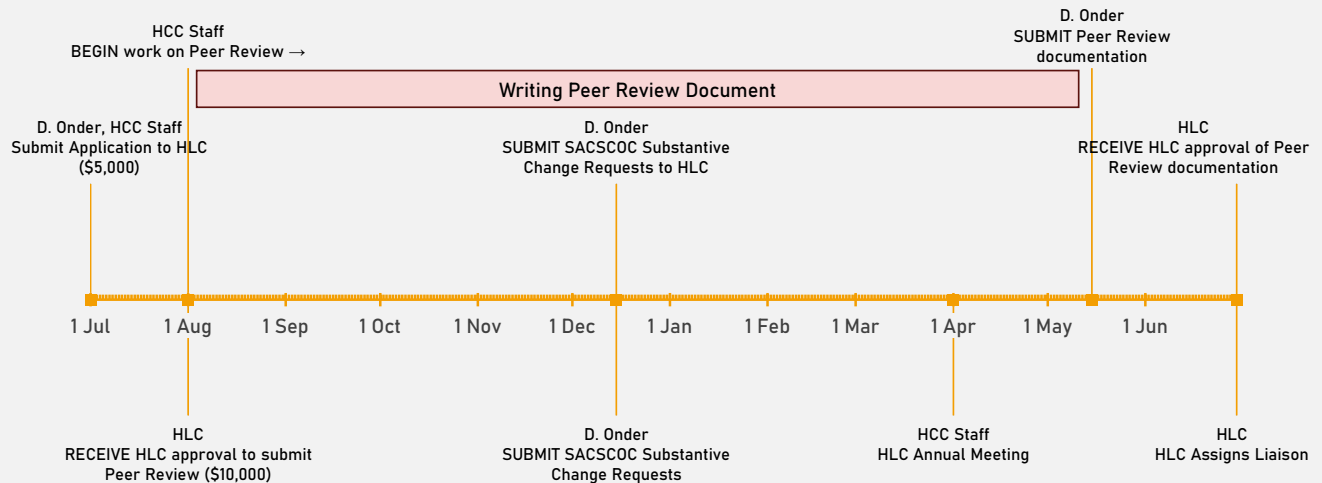 HCC Staff
BEGIN work on Peer Review →
D. Onder
SUBMIT Peer Review
documentation
Writing Peer Review Document
D. Onder, HCC Staff
Submit Application to HLC
($5,000)
D. Onder
SUBMIT SACSCOC Substantive
Change Requests to HLC
HLC
RECEIVE HLC approval of Peer
Review documentation
1 Jul 1 Aug 1 Sep 1 Oct 1 Nov 1 Dec 1 Jan 1 Feb 1 Mar 1 Apr 1 May 1 Jun
HLC
RECEIVE HLC approval to submit
Peer Review ($10,000)
D. Onder
SUBMIT SACSCOC Substantive
Change Requests
HCC Staff
HLC Annual Meeting
HLC
HLC Assigns Liaison